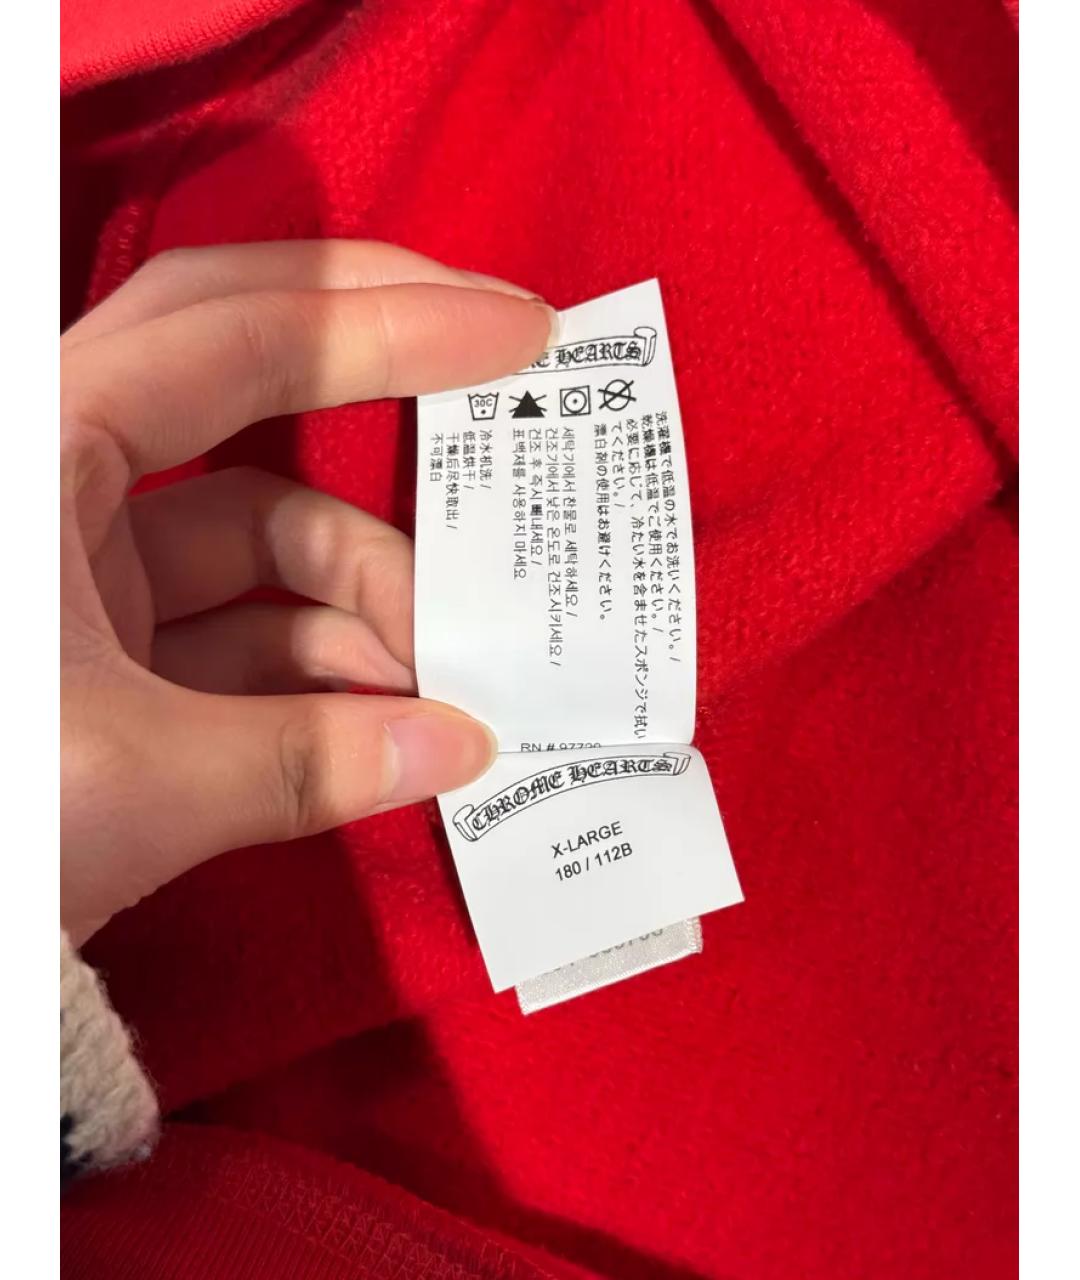 HEARTS
30C
洗濯機で低温の水でお洗いください。/
乾燥機は低温でご使用ください。/
必要に応じて、冷たい水を含ませたスポンジで拭い
てください。/
漂白剤の使用はお避けください。
세탁기에서 찬물로 세탁하세요 /
건조기에서 낮은 온도로 건조시키세요 /
건조 후 즉시 빼내세요 /
표백제를 사용하지 마세요
冷水机洗 /
低温烘干 /
干燥后尽快取出 /
不可漂白
RN #
CHROME HEARTS
X-LARGE
180 / 112B